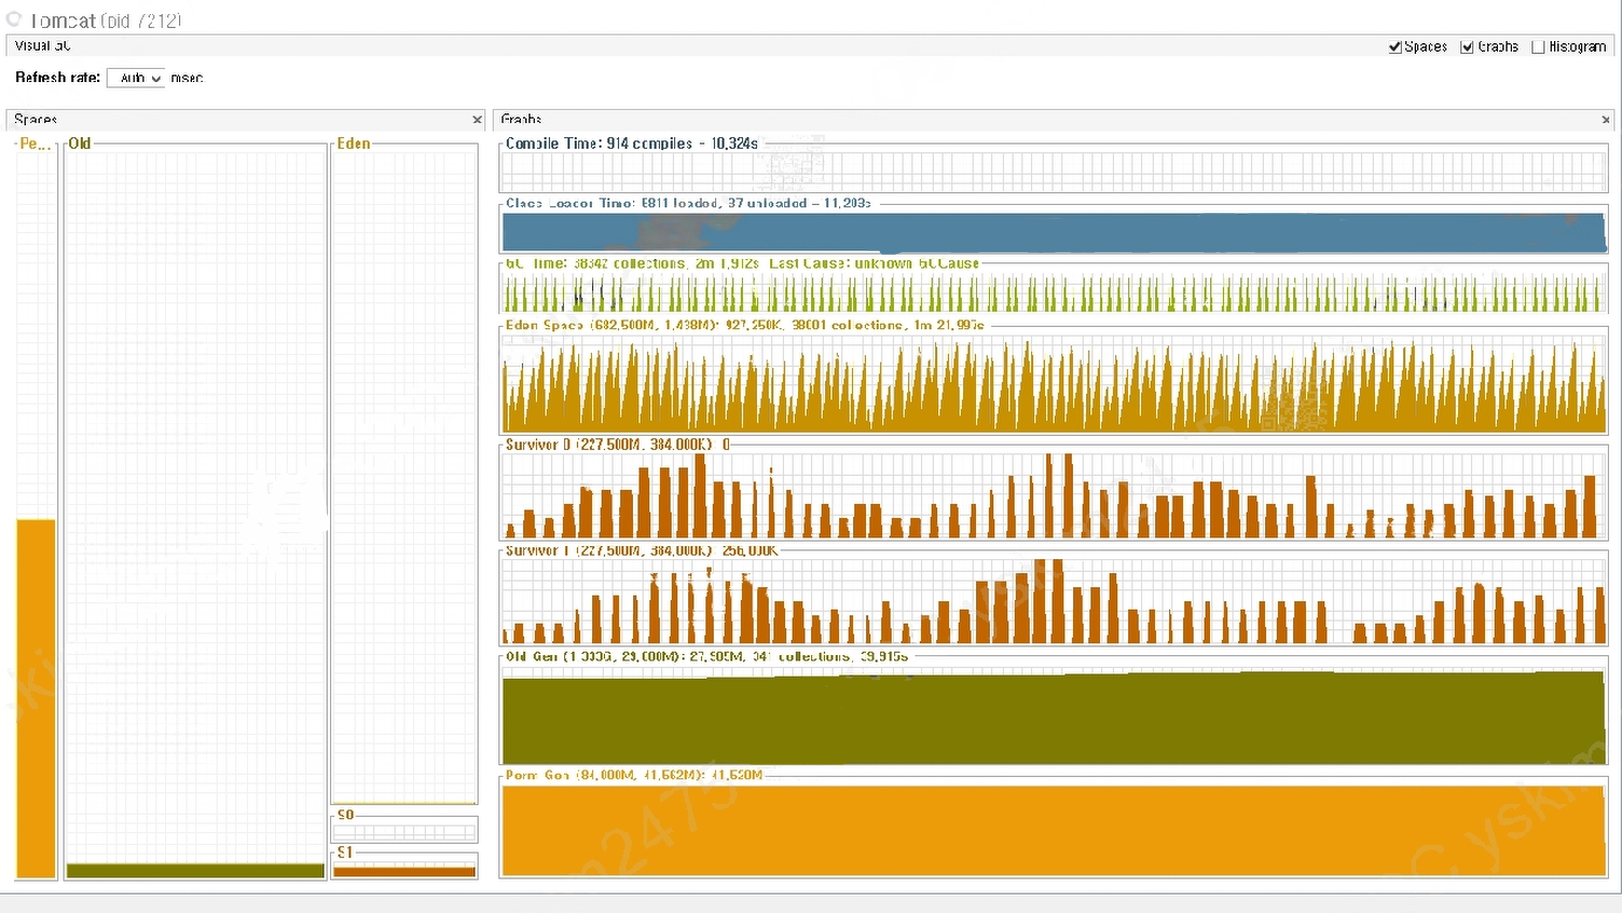 Tomcat (pid 7212)
Visual GC
Spaces
Graphs
Histogram
Refresh rate:
Auto
msec
Spaces
Graphs
Pe...
Old
Eden
S0
S1
Compile Time: 914 compiles - 10,324s
Class Loader Time: 5811 loaded, 37 unloaded - 11,203s
GC Time: 38342 collections, 2m 1,912s Last Cause: unknown GCCause
Eden Space (682,500M, 1,438M): 927,250K, 38001 collections, 1m 21,997s
Survivor 0 (227,500M, 384,000K): 0
Survivor 1 (227,500M, 384,000K): 256,000K
Old Gen (1,333G, 29,000M): 27,905M, 341 collections, 39,915s
Perm Gen (84,000M, 41,562M): 41,520M